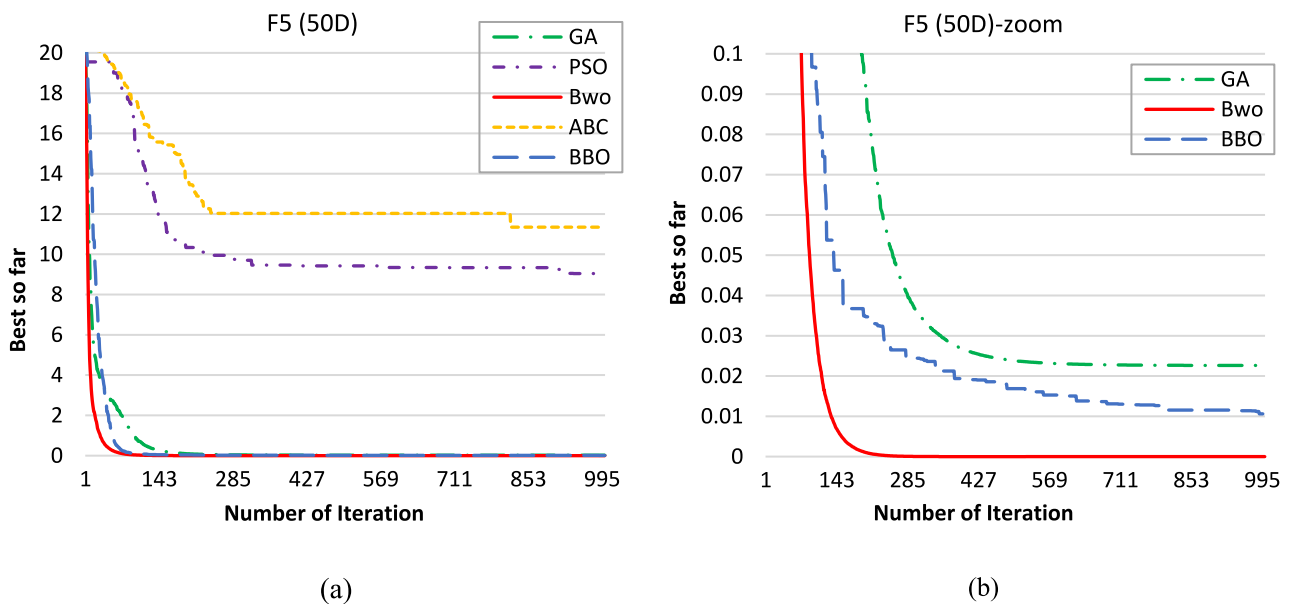 F5 (50D)
GA
PSO
Bwo
ABC
BBO
20
18
16
14
12
10
8
6
4
2
0
Best so far
1 143 285 427 569 711 853 995
Number of Iteration
(a)
F5 (50D)-zoom
GA
Bwo
BBO
0.1
0.09
0.08
0.07
0.06
0.05
0.04
0.03
0.02
0.01
0
Best so far
1 143 285 427 569 711 853 995
Number of Iteration
(b)